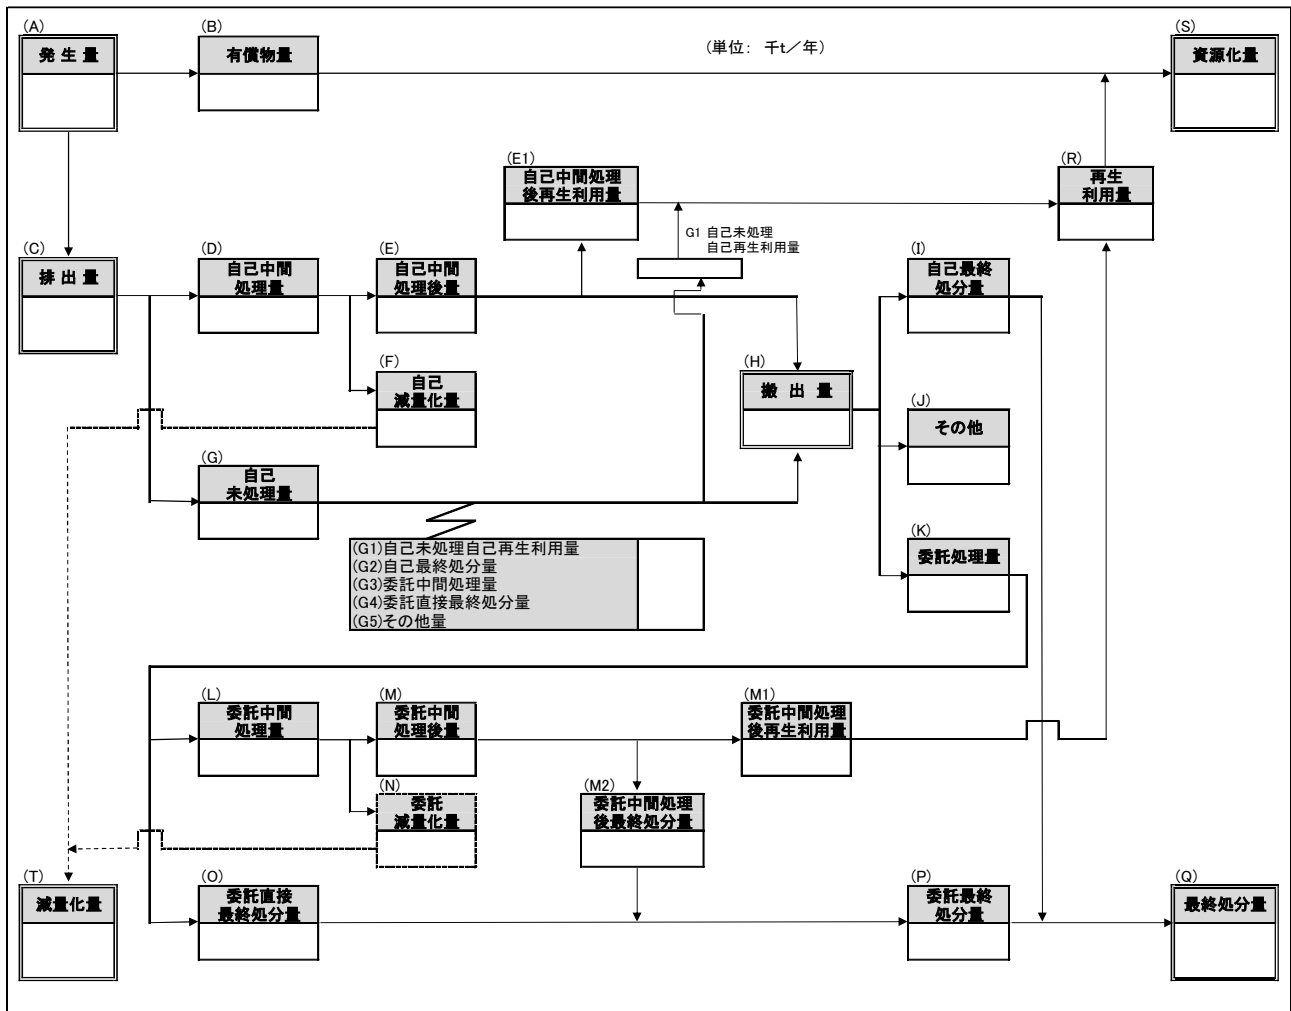 (A)
発 生 量
(B)
有償物量
(単位: 千t/年)
(S)
資源化量
(E1)
自己中間処理
後再生利用量
(R)
再生
利用量
G1 自己未処理
自己再生利用量
(C)
排 出 量
(D)
自己中間
処理量
(E)
自己中間
処理後量
(I)
自己最終
処分量
(F)
自己
減量化量
(H)
搬 出 量
(J)
その他
(G)
自己
未処理量
(G1)自己未処理自己再生利用量
(G2)自己最終処分量
(G3)委託中間処理量
(G4)委託直接最終処分量
(G5)その他量
(K)
委託処理量
(L)
委託中間
処理量
(M)
委託中間
処理後量
(M1)
委託中間処理
後再生利用量
(N)
委託
減量化量
(M2)
委託中間処理
後最終処分量
(T)
減量化量
(O)
委託直接
最終処分量
(P)
委託最終
処分量
(Q)
最終処分量